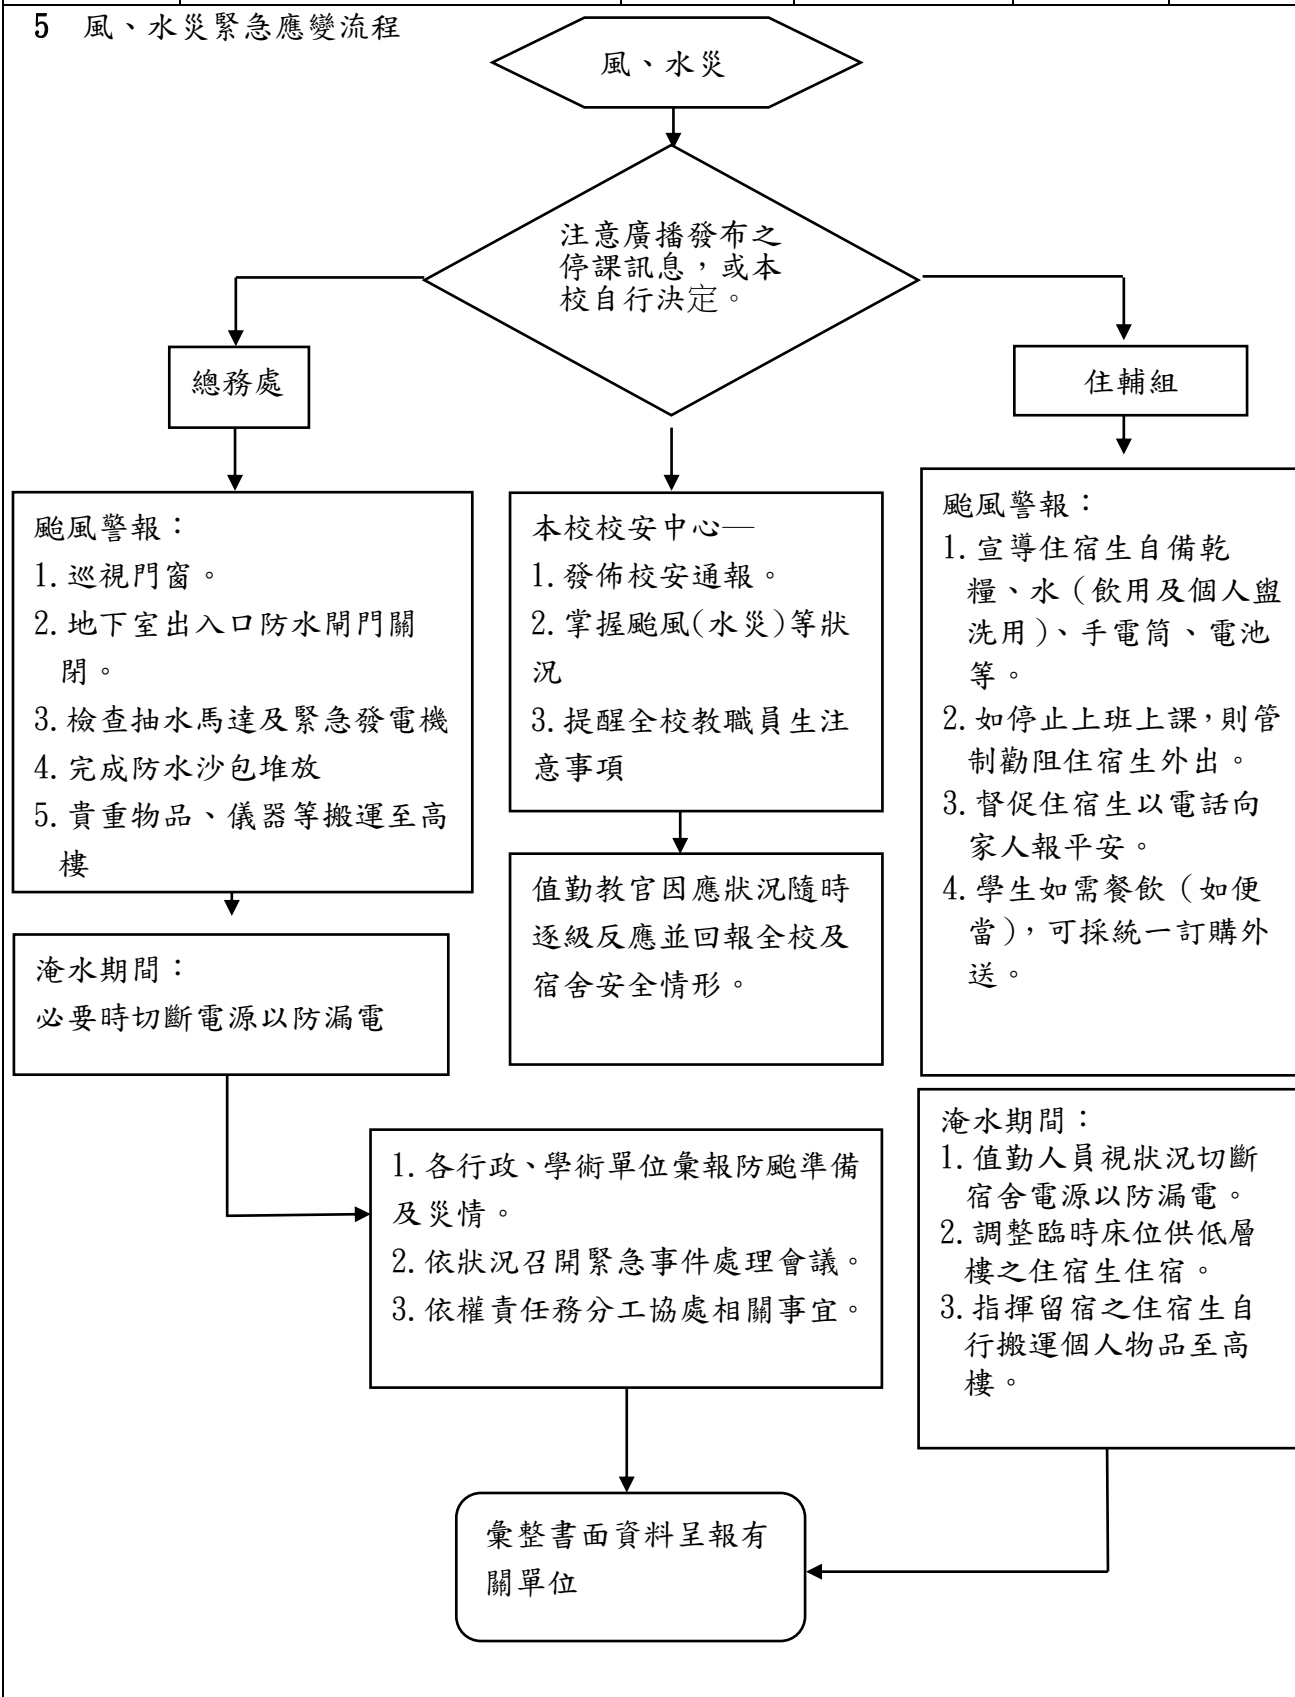 5 風、水災緊急應變流程
風、水災
注意廣播發布之
停課訊息，或本
校自行決定。
總務處
住輔組
颱風警報：
1.巡視門窗。
2.地下室出入口防水閘門關
閉。
3.檢查抽水馬達及緊急發電機
4.完成防水沙包堆放
5.貴重物品、儀器等搬運至高
樓
淹水期間：
必要時切斷電源以防漏電
本校校安中心—
1.發佈校安通報。
2.掌握颱風(水災)等狀
況
3.提醒全校教職員生注
意事項
值勤教官因應狀況隨時
逐級反應並回報全校及
宿舍安全情形。
颱風警報：
1.宣導住宿生自備乾
糧、水（飲用及個人盥
洗用）、手電筒、電池
等。
2.如停止上班上課，則管
制勸阻住宿生外出。
3.督促住宿生以電話向
家人報平安。
4.學生如需餐飲（如便
當），可採統一訂購外
送。
淹水期間：
1.值勤人員視狀況切斷
宿舍電源以防漏電。
2.調整臨時床位供低層
樓之住宿生住宿。
3.指揮留宿之住宿生自
行搬運個人物品至高
樓。
1.各行政、學術單位彙報防颱準備
及災情。
2.依狀況召開緊急事件處理會議。
3.依權責任務分工協處相關事宜。
彙整書面資料呈報有
關單位